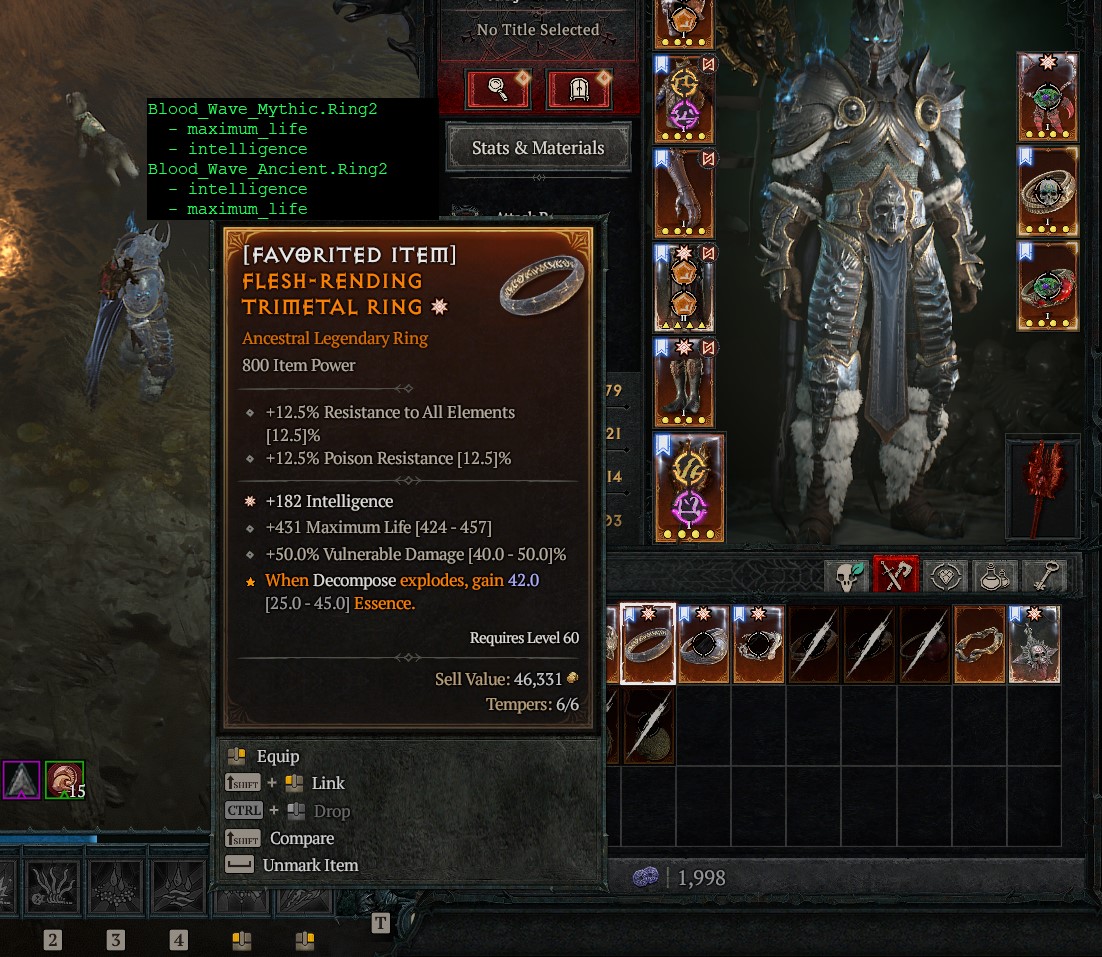 No Title Selected
Blood_Wave_Mythic.Ring2
- maximum_life
- intelligence
Blood_Wave_Ancient.Ring2
- intelligence
- maximum_life
Stats & Materials
[FAVORITED ITEM]
FLESH-RENDING
TRIMETAL RING
Ancestral Legendary Ring
800 Item Power
+12.5% Resistance to All Elements
[12.5]%
+12.5% Poison Resistance [12.5]%
+182 Intelligence
+431 Maximum Life [424 - 457]
+50.0% Vulnerable Damage [40.0 - 50.0]%
When Decompose explodes, gain 42.0
[25.0 - 45.0] Essence.
Requires Level 60
Sell Value: 46,331
Tempers: 6/6
79
21
14
Equip
SHIFT + Link
CTRL + Drop
SHIFT Compare
Unmark Item
15
1,998
T
2 3 4